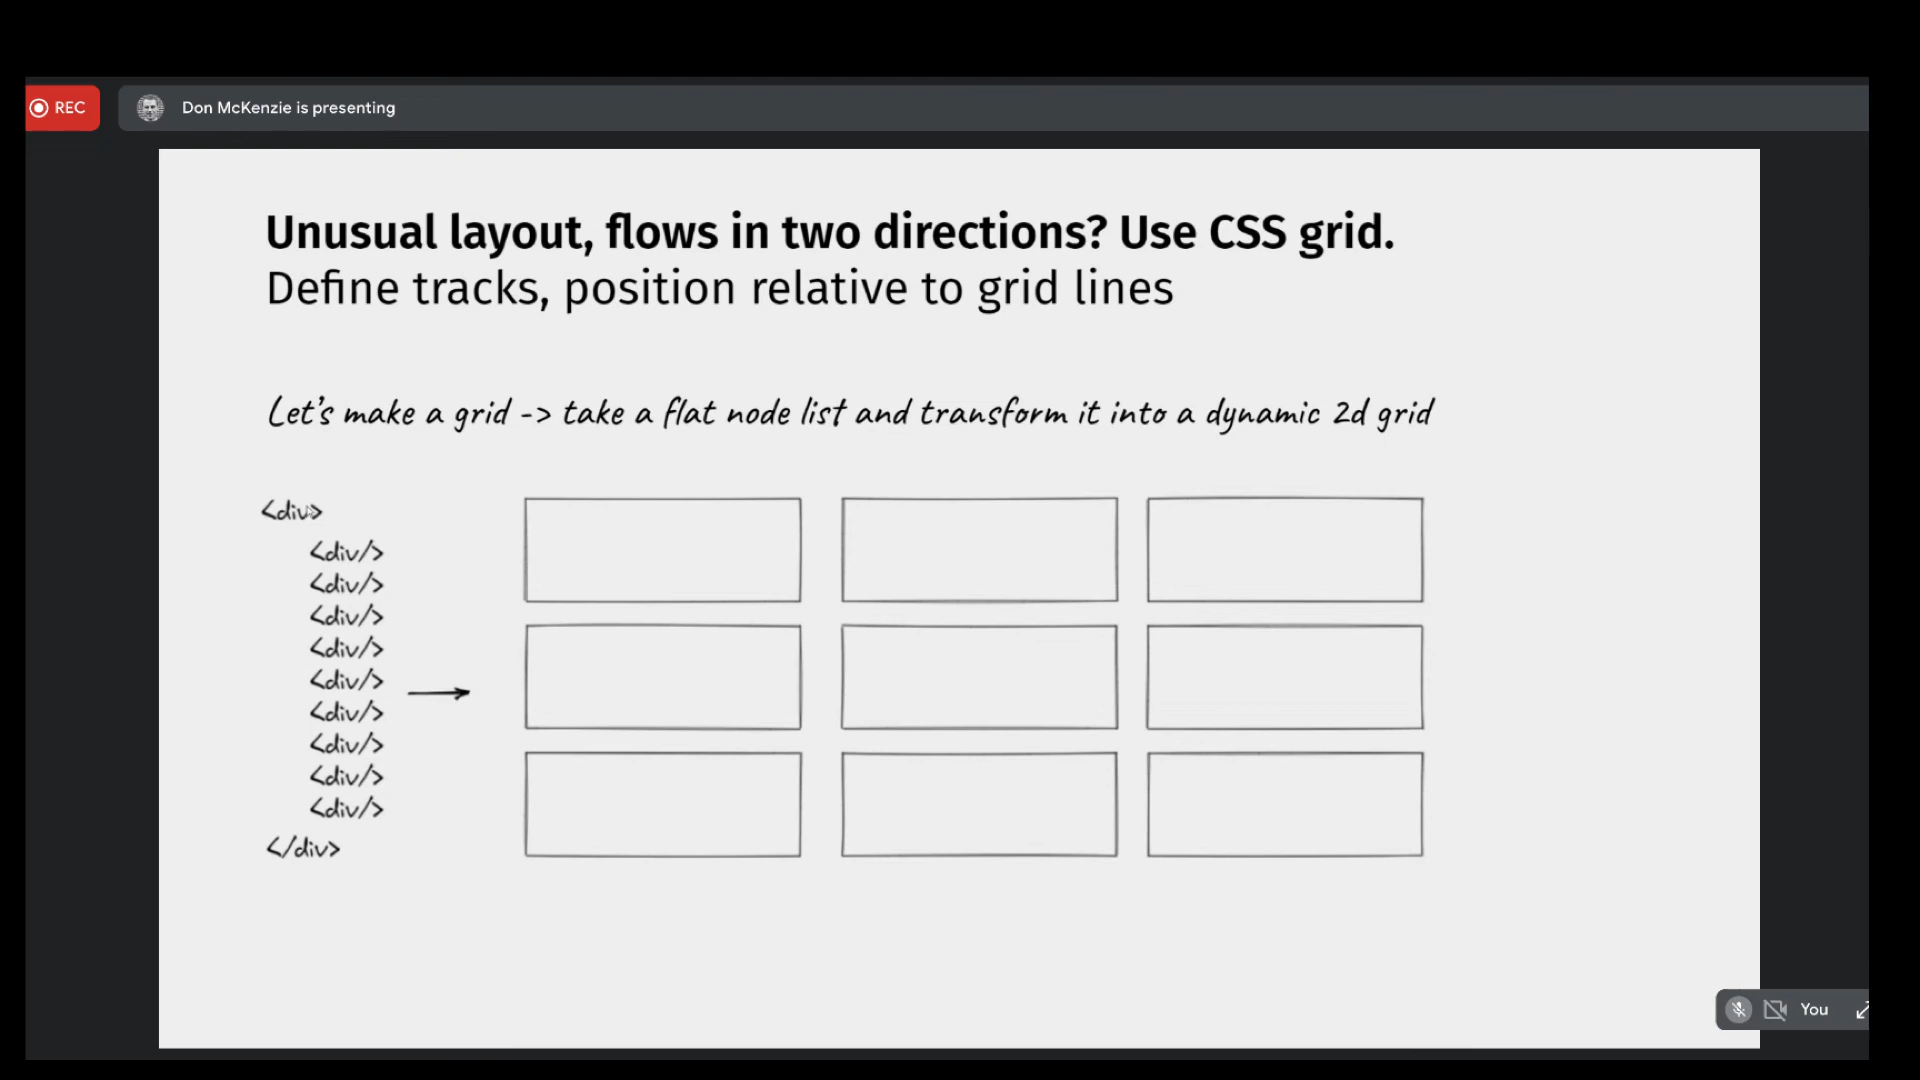 REC
Don McKenzie is presenting
Unusual layout, flows in two directions? Use CSS grid.
Define tracks, position relative to grid lines
Let's make a grid -> take a flat node list and transform it into a dynamic 2d grid
<div>
<div/>
<div/>
<div/>
<div/>
<div/>
<div/>
<div/>
<div/>
<div/>
</div>
You